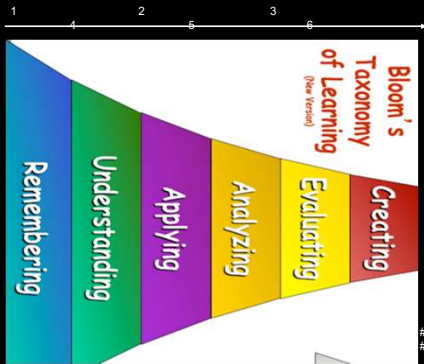 1 2 3
4 5 6
Bloom's
Taxonomy
of Learning
(New Version)
Creating
Evaluating
Analyzing
Applying
Understanding
Remembering
#
#